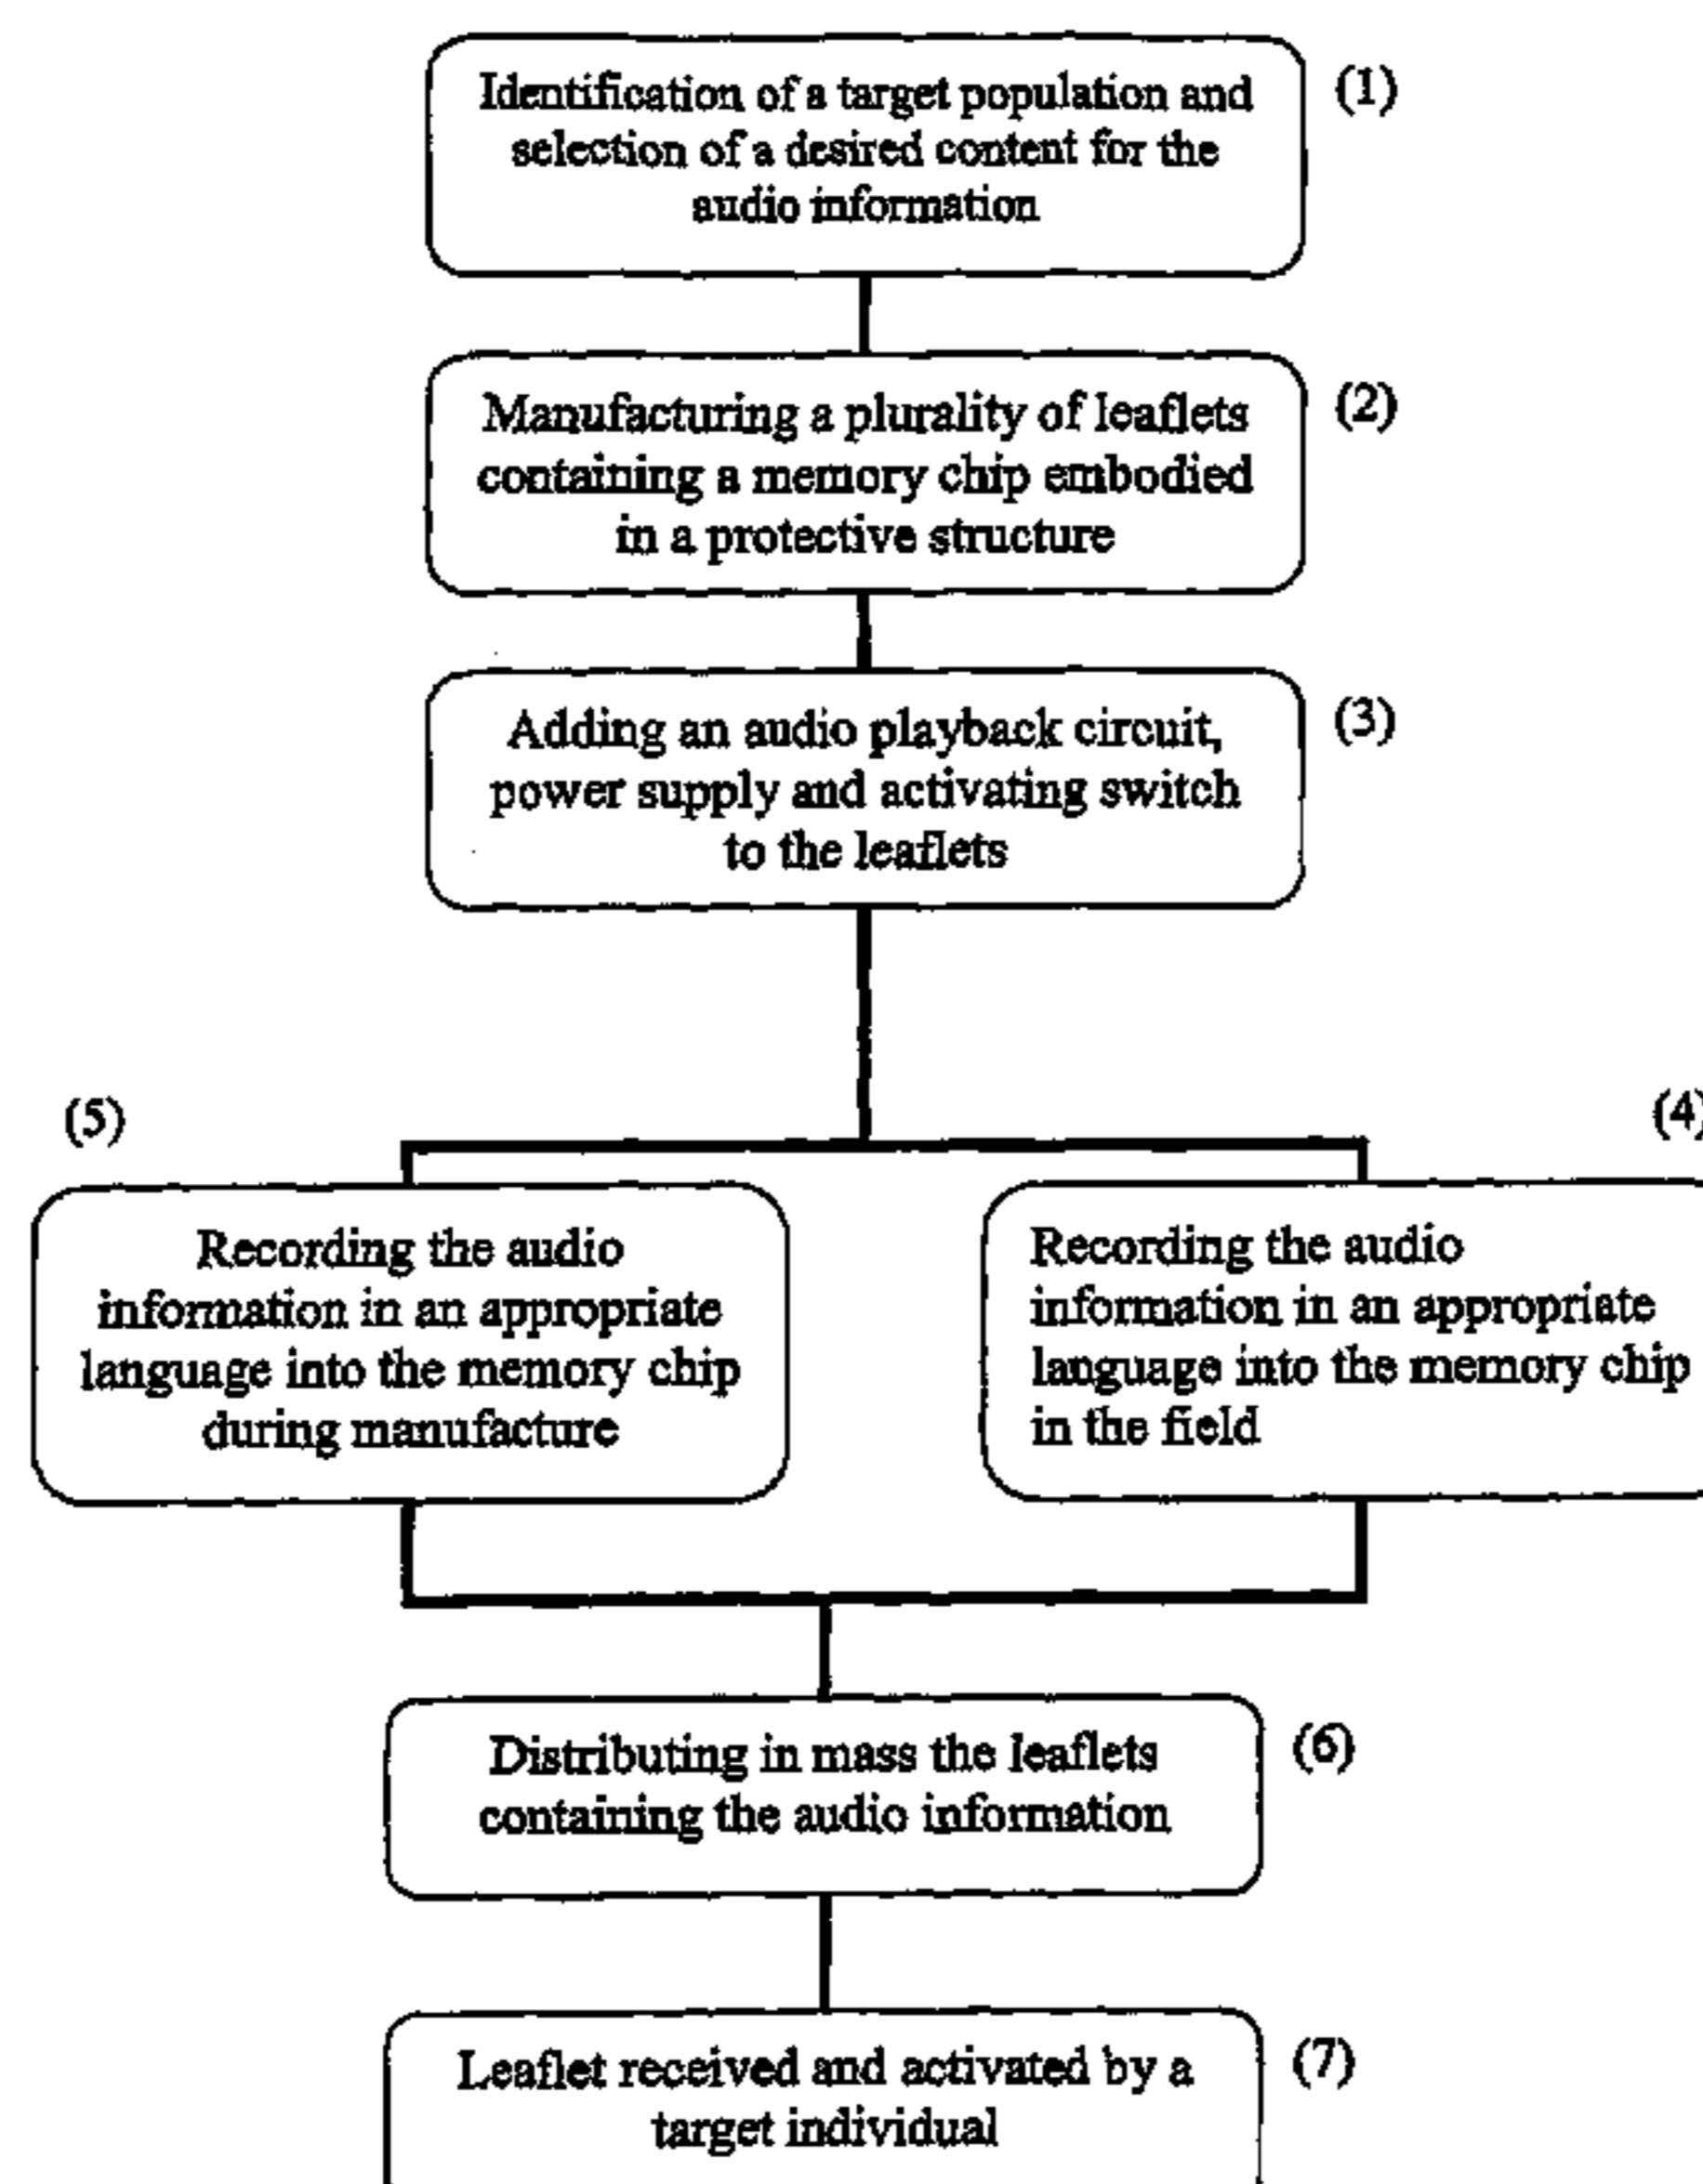 Identification of a target population and
selection of a desired content for the
audio information
(1)
Manufacturing a plurality of leaflets
containing a memory chip embodied
in a protective structure
(2)
Adding an audio playback circuit,
power supply and activating switch
to the leaflets
(3)
(5)
Recording the audio
information in an appropriate
language into the memory chip
during manufacture
(4)
Recording the audio
information in an appropriate
language into the memory chip
in the field
Distributing in mass the leaflets
containing the audio information
(6)
Leaflet received and activated by a
target individual
(7)